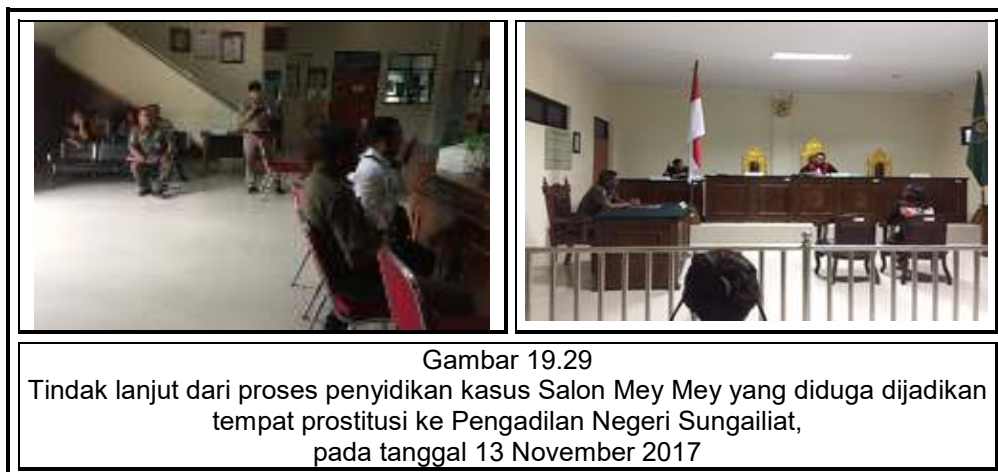 Gambar 19.29
Tindak lanjut dari proses penyidikan kasus Salon Mey Mey yang diduga dijadikan
tempat prostitusi ke Pengadilan Negeri Sungailiat,
pada tanggal 13 November 2017